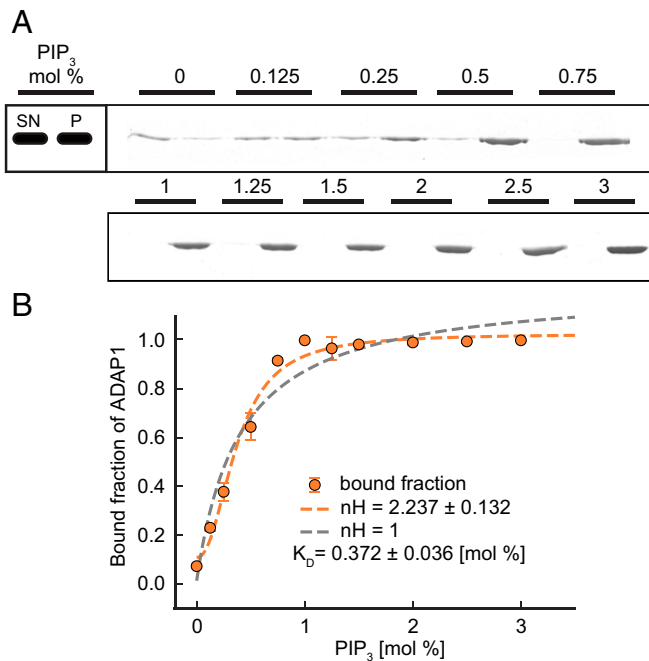 A
PIP₃
mol %
0 0.125 0.25 0.5 0.75
SN P
1 1.25 1.5 2 2.5 3
B
Bound fraction of ADAP1
1.0
0.8
0.6
0.4
0.2
0.0
bound fraction
nH = 2.237 ± 0.132
nH = 1
K_D= 0.372 ± 0.036 [mol %]
0 1 2 3
PIP₃ [mol %]